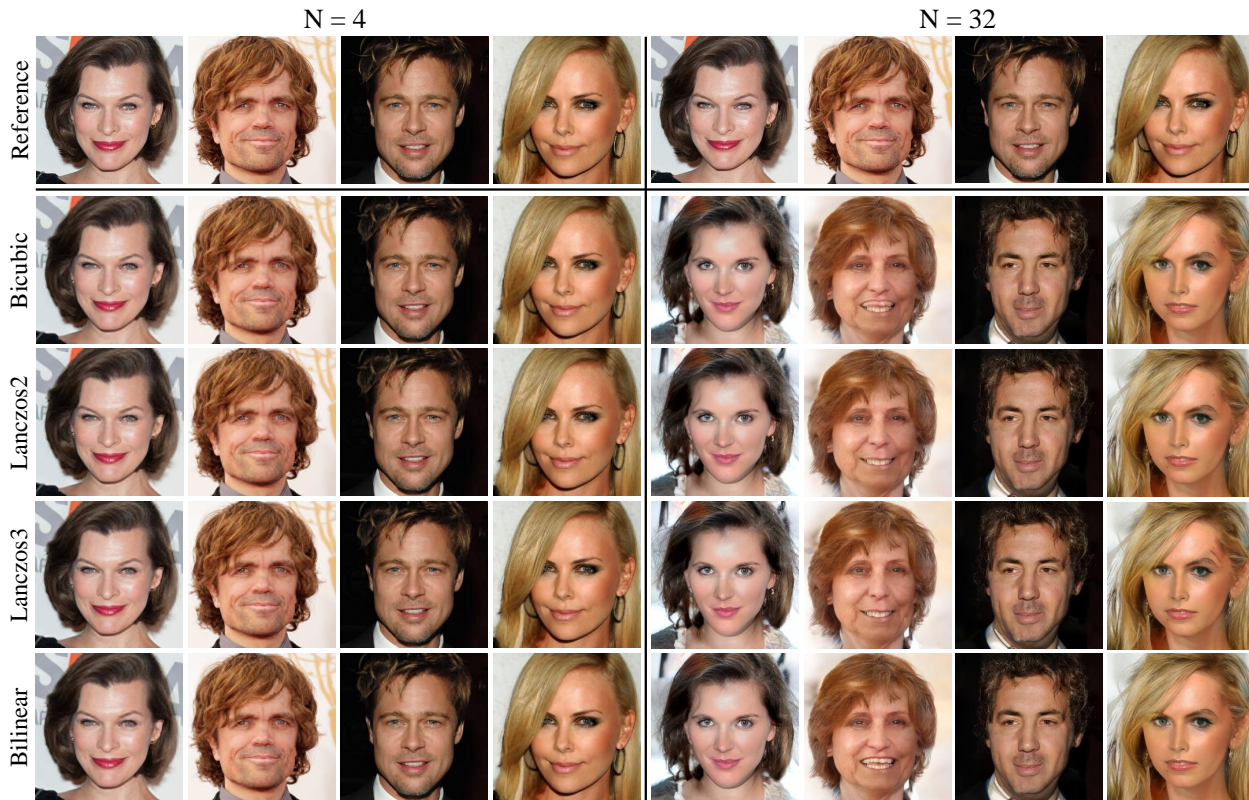 N = 4
N = 32
Reference
Bicubic
Lanczos2
Lanczos3
Bilinear